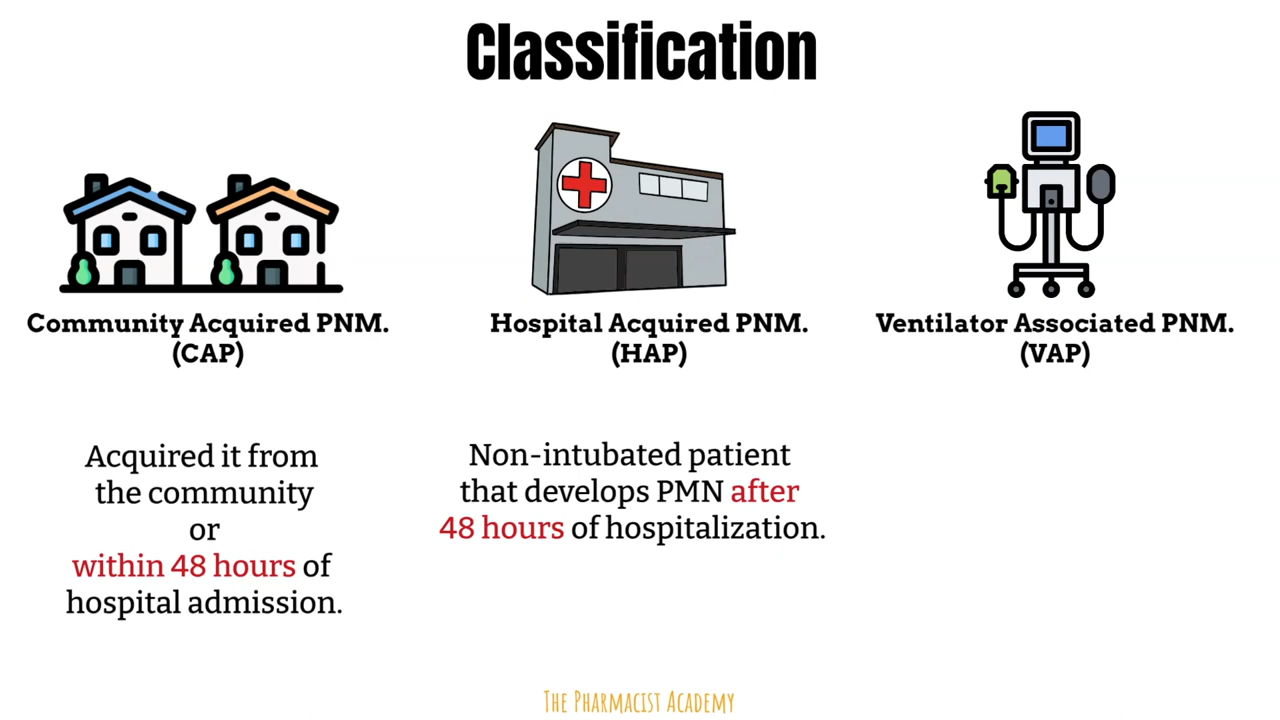 Classification
Community Acquired PNM.
(CAP)
Hospital Acquired PNM.
(HAP)
Ventilator Associated PNM.
(VAP)
Acquired it from
the community
or
within 48 hours of
hospital admission.
Non-intubated patient
that develops PMN after
48 hours of hospitalization.
The Pharmacist Academy